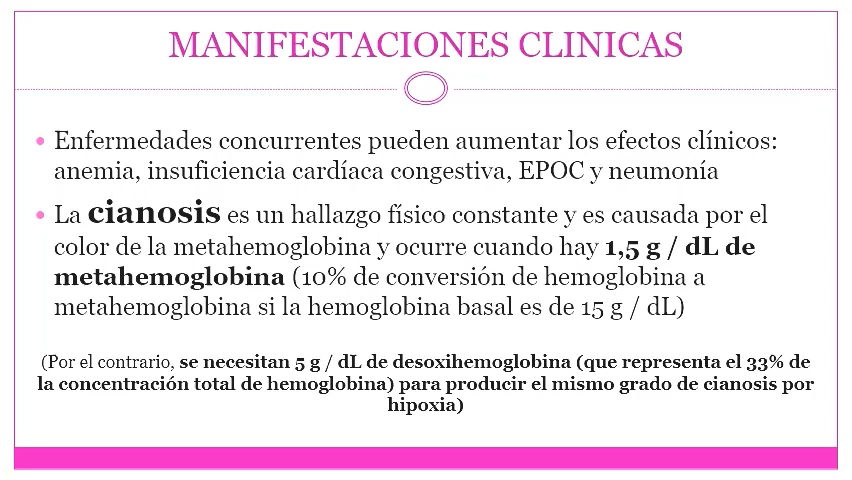 MANIFESTACIONES CLINICAS
• Enfermedades concurrentes pueden aumentar los efectos clínicos:
anemia, insuficiencia cardíaca congestiva, EPOC y neumonía
• La cianosis es un hallazgo físico constante y es causada por el
color de la metahemoglobina y ocurre cuando hay 1,5 g / dL de
metahemoglobina (10% de conversión de hemoglobina a
metahemoglobina si la hemoglobina basal es de 15 g / dL)
(Por el contrario, se necesitan 5 g / dL de desoxihemoglobina (que representa el 33% de
la concentración total de hemoglobina) para producir el mismo grado de cianosis por
hipoxia)